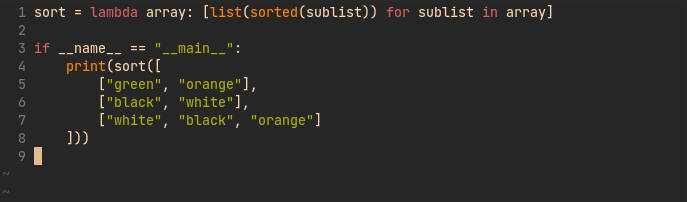 1 sort = lambda array: [list(sorted(sublist)) for sublist in array]
2
3 if __name__ == "__main__":
4     print(sort([
5         ["green", "orange"],
6         ["black", "white"],
7         ["white", "black", "orange"]
8     ]))
9
~
~